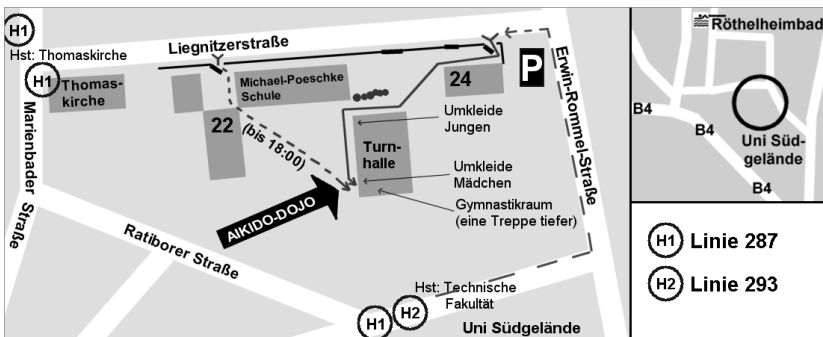 H1
Hst: Thomaskirche
H1
Thomas-
kirche
Marienbader
Straße
Liegnitzerstraße
Michael-Poeschke
Schule
22
(bis 18:00)
24
P
Erwin-Rommel-Straße
Umkleide
Jungen
Turn-
halle
Umkleide
Mädchen
Gymnastikraum
(eine Treppe tiefer)
AIKIDO-DOJO
Ratiborer Straße
Hst: Technische
Fakultät
H1
H2
Uni Südgelände
Röthelheimbad
B4
B4
Uni Süd-
gelände
B4
H1 Linie 287
H2 Linie 293